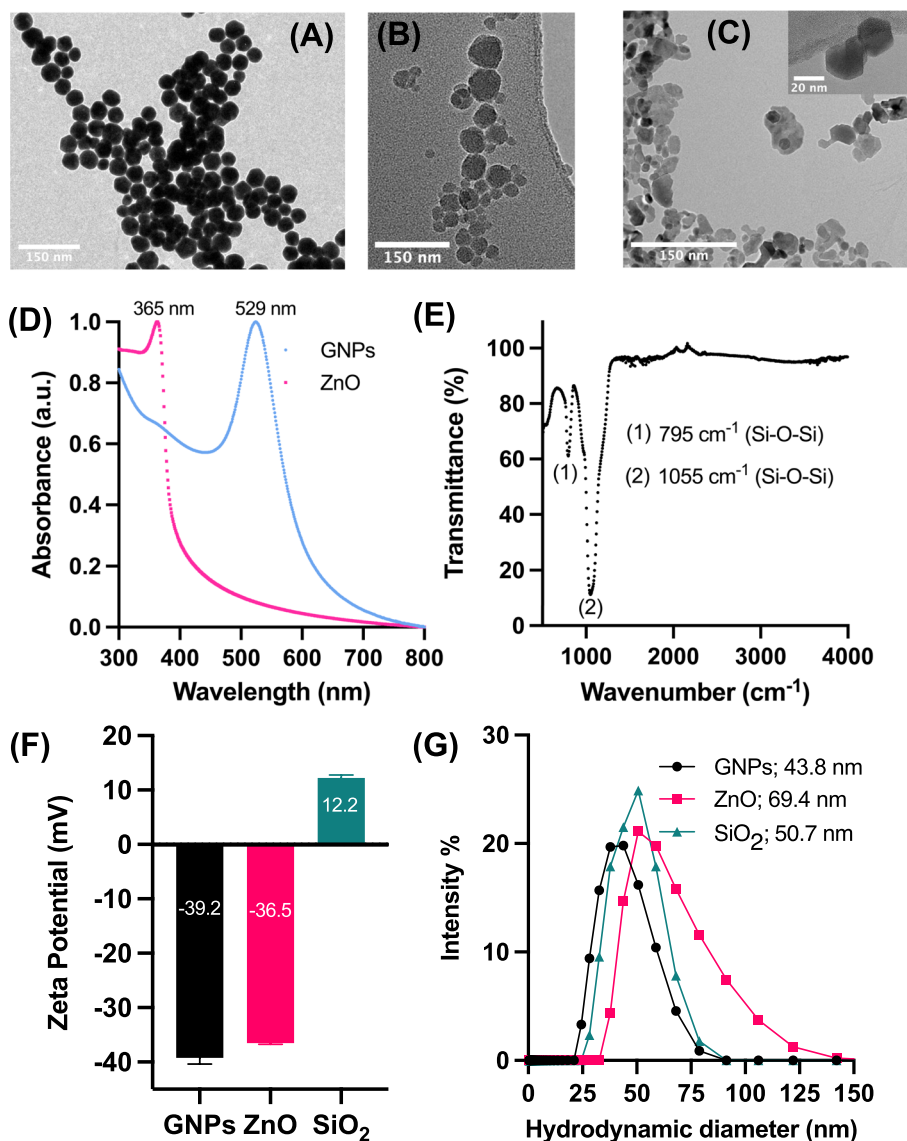 (A)
150 nm
(B)
150 nm
(C)
20 nm
150 nm
(D)
365 nm
529 nm
GNPs
ZnO
1.0
0.8
0.6
0.4
0.2
0.0
Absorbance (a.u.)
300 400 500 600 700 800
Wavelength (nm)
(E)
100
80
60
40
20
0
Transmittance (%)
(1) 795 cm⁻¹ (Si-O-Si)
(2) 1055 cm⁻¹ (Si-O-Si)
(1)
(2)
1000 2000 3000 4000
Wavenumber (cm⁻¹)
(F)
20
10
0
-10
-20
-30
-40
Zeta Potential (mV)
-39.2
-36.5
12.2
GNPs ZnO SiO₂
(G)
30
20
10
0
Intensity %
GNPs; 43.8 nm
ZnO; 69.4 nm
SiO₂; 50.7 nm
0 25 50 75 100 125 150
Hydrodynamic diameter (nm)